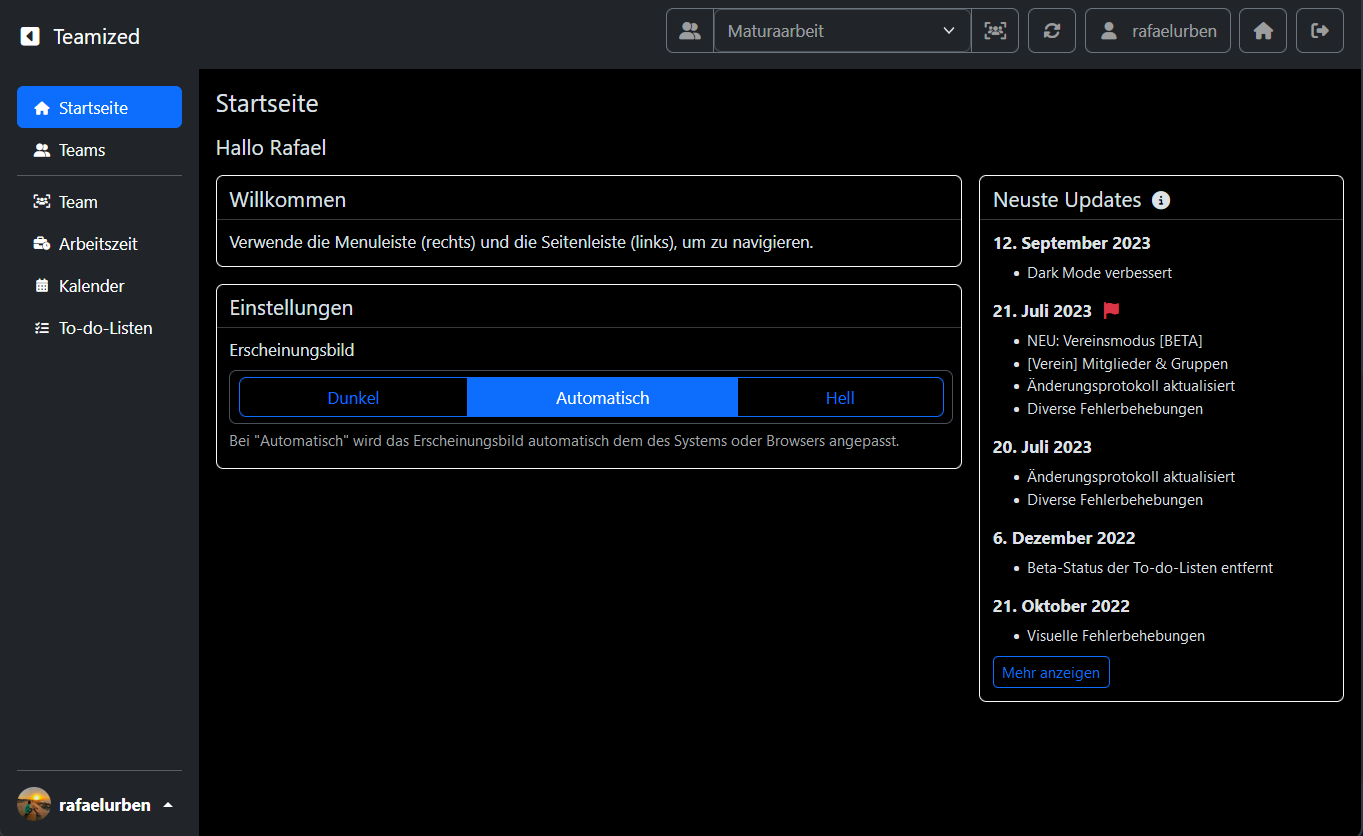 Teamized
Maturaarbeit
rafaelurben
Startseite
Teams
Team
Arbeitszeit
Kalender
To-do-Listen
rafaelurben
Startseite
Hallo Rafael
Willkommen
Verwende die Menuleiste (rechts) und die Seitenleiste (links), um zu navigieren.
Einstellungen
Erscheinungsbild
Dunkel
Automatisch
Hell
Bei "Automatisch" wird das Erscheinungsbild automatisch dem des Systems oder Browsers angepasst.
Neuste Updates
12. September 2023
Dark Mode verbessert
21. Juli 2023
NEU: Vereinsmodus [BETA]
[Verein] Mitglieder & Gruppen
Änderungsprotokoll aktualisiert
Diverse Fehlerbehebungen
20. Juli 2023
Änderungsprotokoll aktualisiert
Diverse Fehlerbehebungen
6. Dezember 2022
Beta-Status der To-do-Listen entfernt
21. Oktober 2022
Visuelle Fehlerbehebungen
Mehr anzeigen